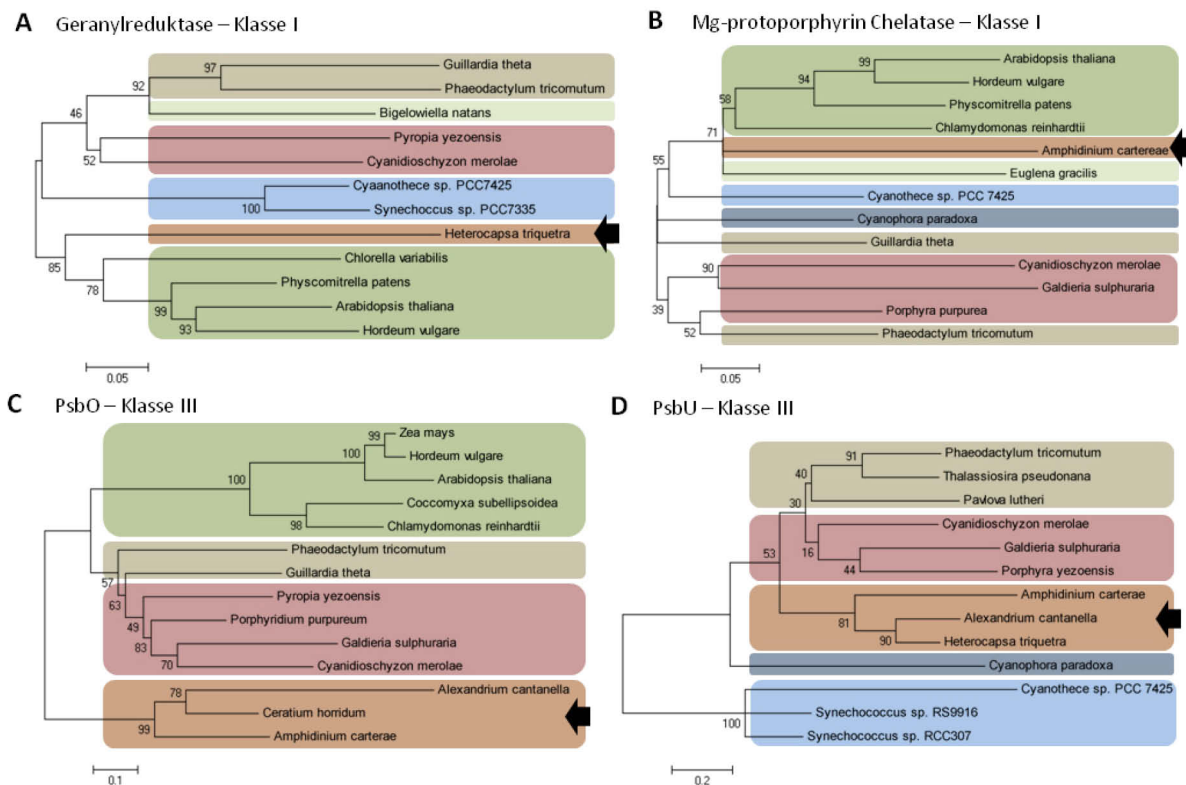 A Geranylreduktase – Klasse I
97
Guillardia theta
92
Phaeodactylum tricornutum
46
Bigelowiella natans
Pyropia yezoensis
52
Cyanidioschyzon merolae
Cyaanothece sp. PCC7425
100
Synechoccus sp. PCC7335
Heterocapsa triquetra
85
Chlorella variabilis
78
Physcomitrella patens
99
Arabidopsis thaliana
93
Hordeum vulgare
0.05
B Mg-protoporphyrin Chelatase – Klasse I
99
Arabidopsis thaliana
94
Hordeum vulgare
58
Physcomitrella patens
71
Chlamydomonas reinhardtii
Amphidinium cartereae
55
Euglena gracilis
Cyanothece sp. PCC 7425
Cyanophora paradoxa
Guillardia theta
90
Cyanidioschyzon merolae
Galdieria sulphuraria
39
Porphyra purpurea
52
Phaeodactylum tricornutum
0.05
C PsbO – Klasse III
99
Zea mays
100
Hordeum vulgare
100
Arabidopsis thaliana
Coccomyxa subellipsoidea
98
Chlamydomonas reinhardtii
Phaeodactylum tricornutum
57
Guillardia theta
63
Pyropia yezoensis
49
Porphyridium purpureum
83
Galdieria sulphuraria
70
Cyanidioschyzon merolae
78
Alexandrium cantanella
Ceratium horridum
99
Amphidinium carterae
0.1
D PsbU – Klasse III
91
Phaeodactylum tricornutum
40
Thalassiosira pseudonana
30
Pavlova lutheri
Cyanidioschyzon merolae
53
16
Galdieria sulphuraria
44
Porphyra yezoensis
Amphidinium carterae
81
Alexandrium cantanella
90
Heterocapsa triquetra
Cyanophora paradoxa
Cyanothece sp. PCC 7425
Synechococcus sp. RS9916
100
Synechococcus sp. RCC307
0.2